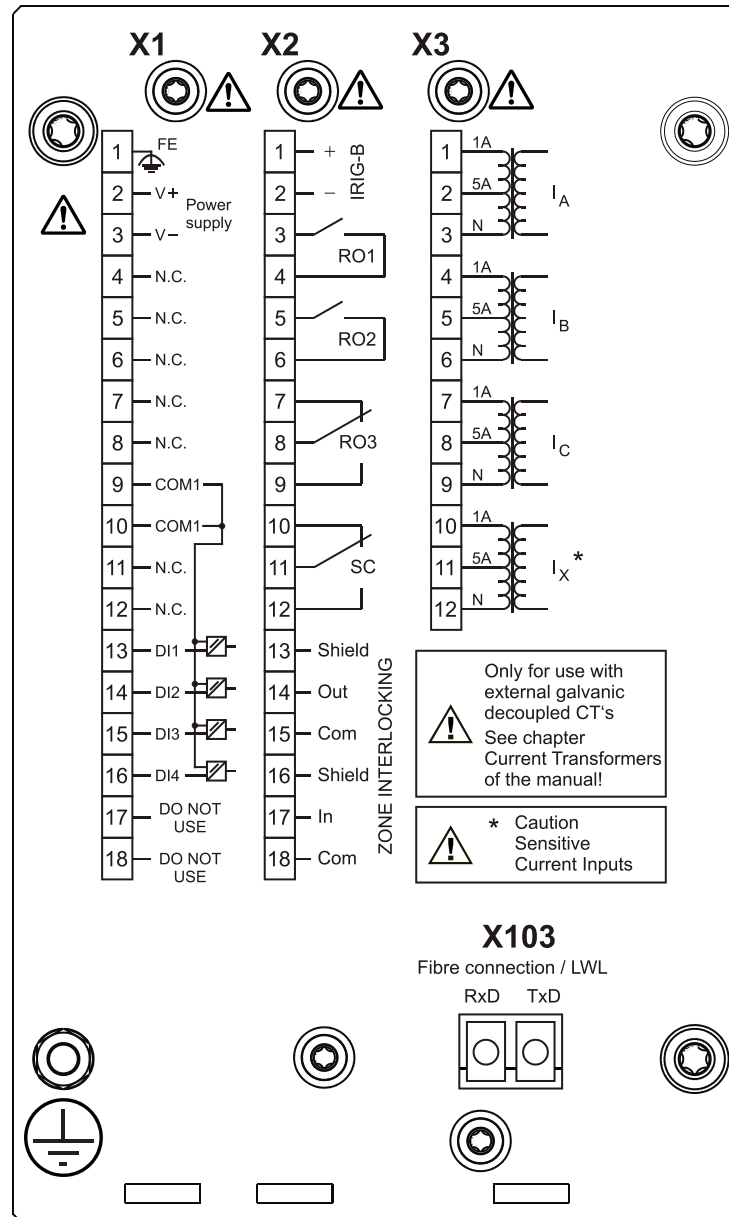 X1
1 FE
2 V+
Power
supply
3 V–
4 N.C.
5 N.C.
6 N.C.
7 N.C.
8 N.C.
9 COM1
10 COM1
11 N.C.
12 N.C.
13 DI1
14 DI2
15 DI3
16 DI4
17 DO NOT
USE
18 DO NOT
USE
X2
1 +
2 –
IRIG-B
3
RO1
4
5
RO2
6
7
8 RO3
9
10
11 SC
12
13 Shield
14 Out
15 Com
16 Shield
17 In
18 Com
ZONE INTERLOCKING
X3
1 1A
2 5A IA
3 N
4 1A
5 5A IB
6 N
7 1A
8 5A IC
9 N
10 1A
11 5A IX *
12 N
! Only for use with
external galvanic
decoupled CT‘s
See chapter
Current Transformers
of the manual!
! * Caution
Sensitive
Current Inputs
X103
Fibre connection / LWL
RxD TxD